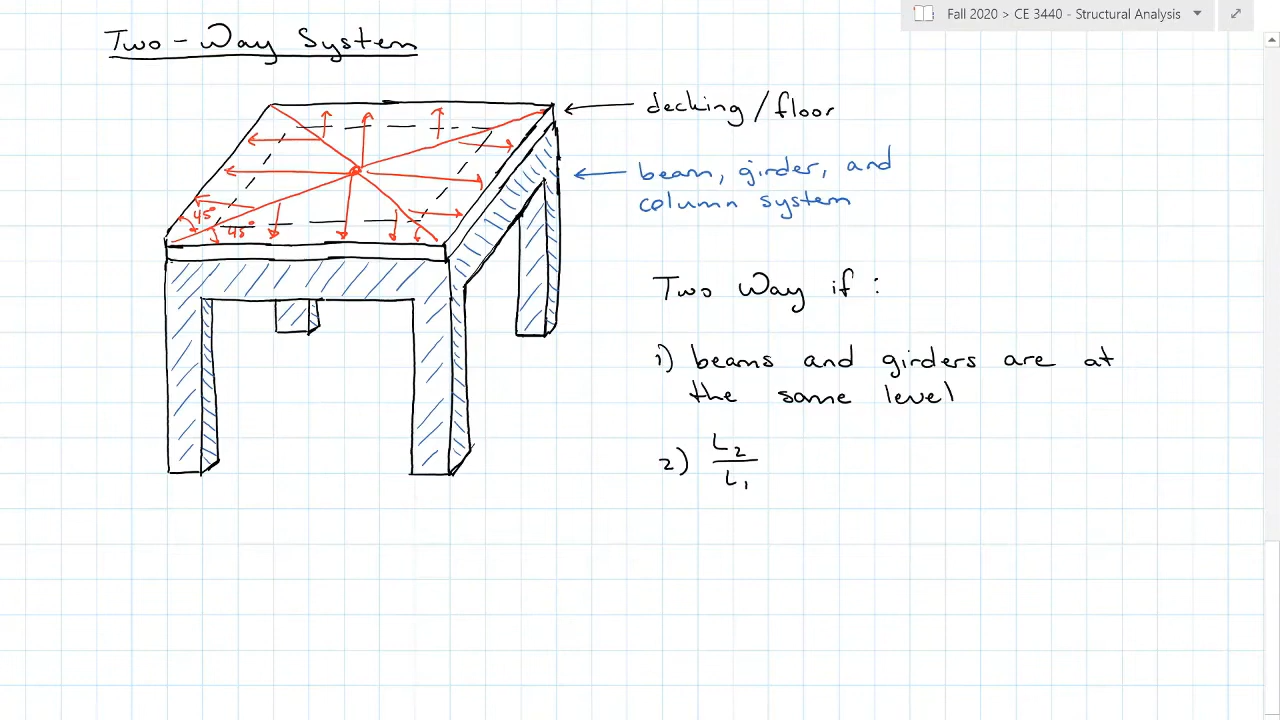 Fall 2020 > CE 3440 - Structural Analysis
Two-Way System
decking/floor
beam, girder, and
column system
45°
45°
Two Way if:
1) beams and girders are at
the same level
2) L2
L1